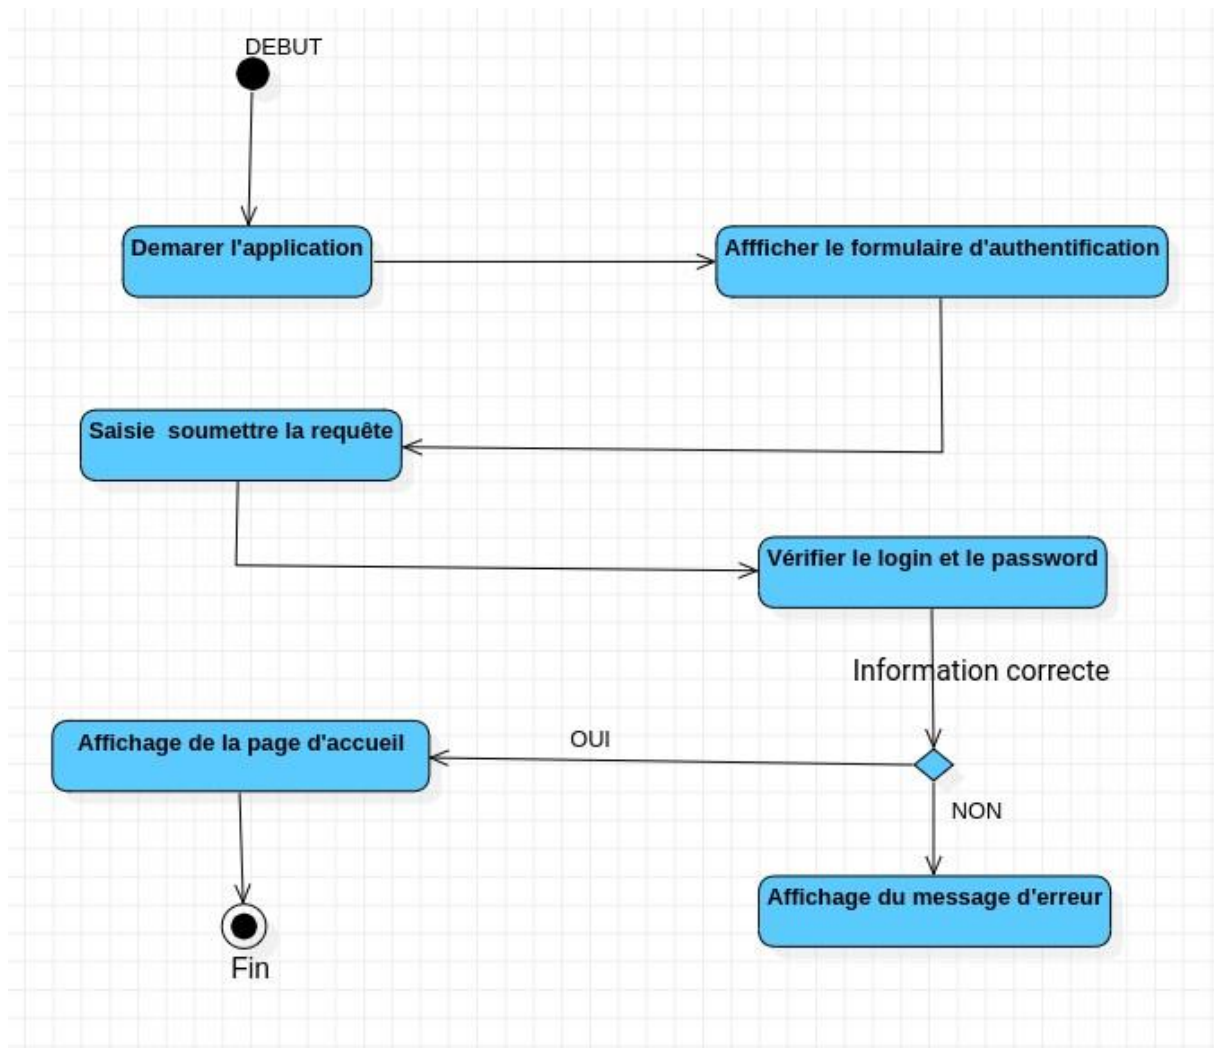 DEBUT
Demarer l'application
Affficher le formulaire d'authentification
Saisie  soumettre la requête
Vérifier le login et le password
Information correcte
Affichage de la page d'accueil
OUI
NON
Affichage du message d'erreur
Fin